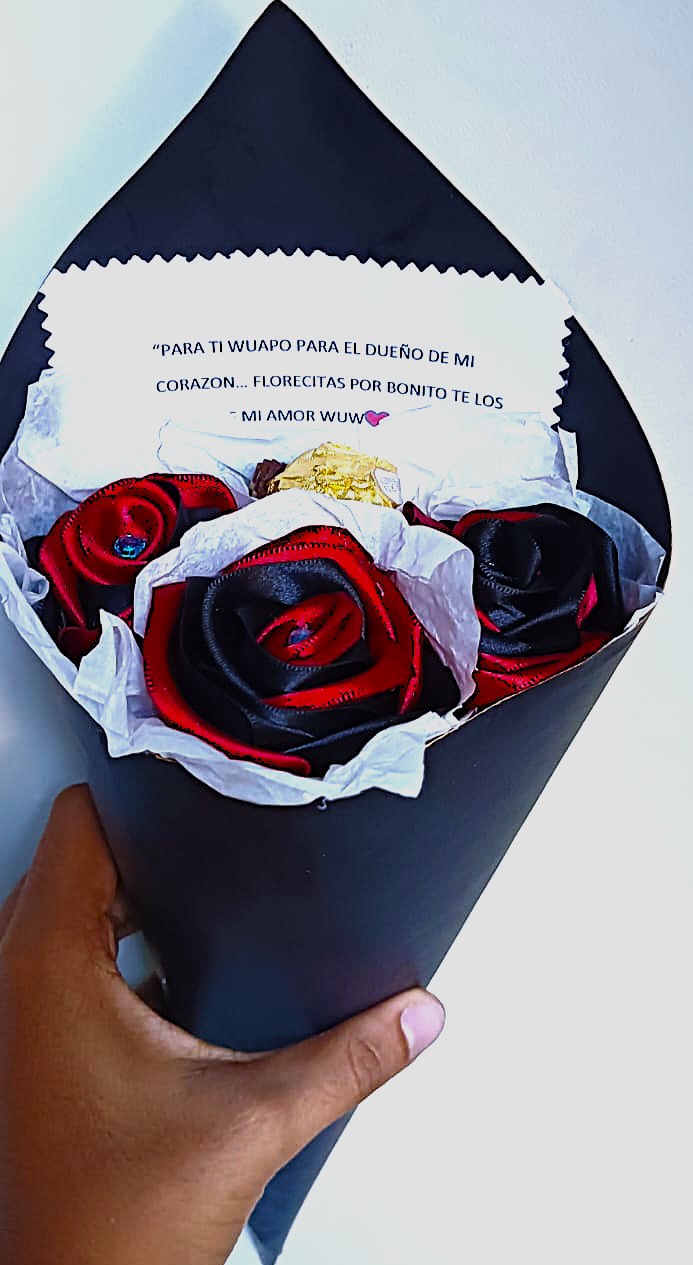 “PARA TI WUAPO PARA EL DUEÑO DE MI
CORAZON... FLORECITAS POR BONITO TE LOS
MI AMOR WUW💘